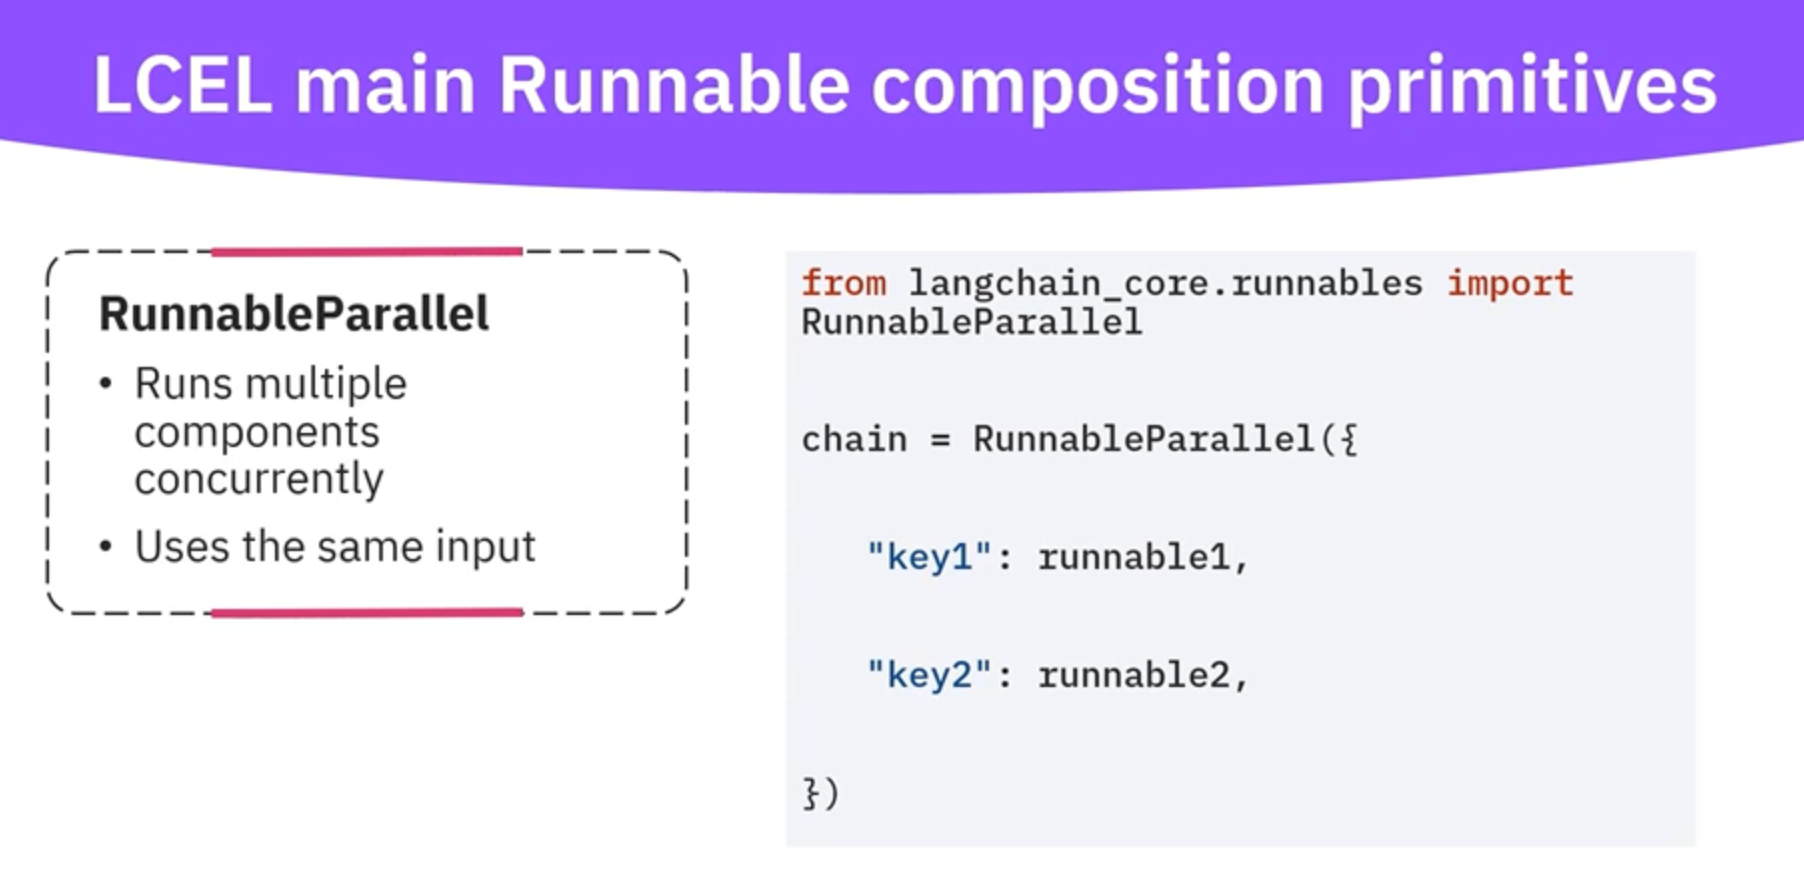 LCEL main Runnable composition primitives
RunnableParallel
• Runs multiple
components
concurrently
• Uses the same input
from langchain_core.runnables import
RunnableParallel
chain = RunnableParallel({
"key1": runnable1,
"key2": runnable2,
})